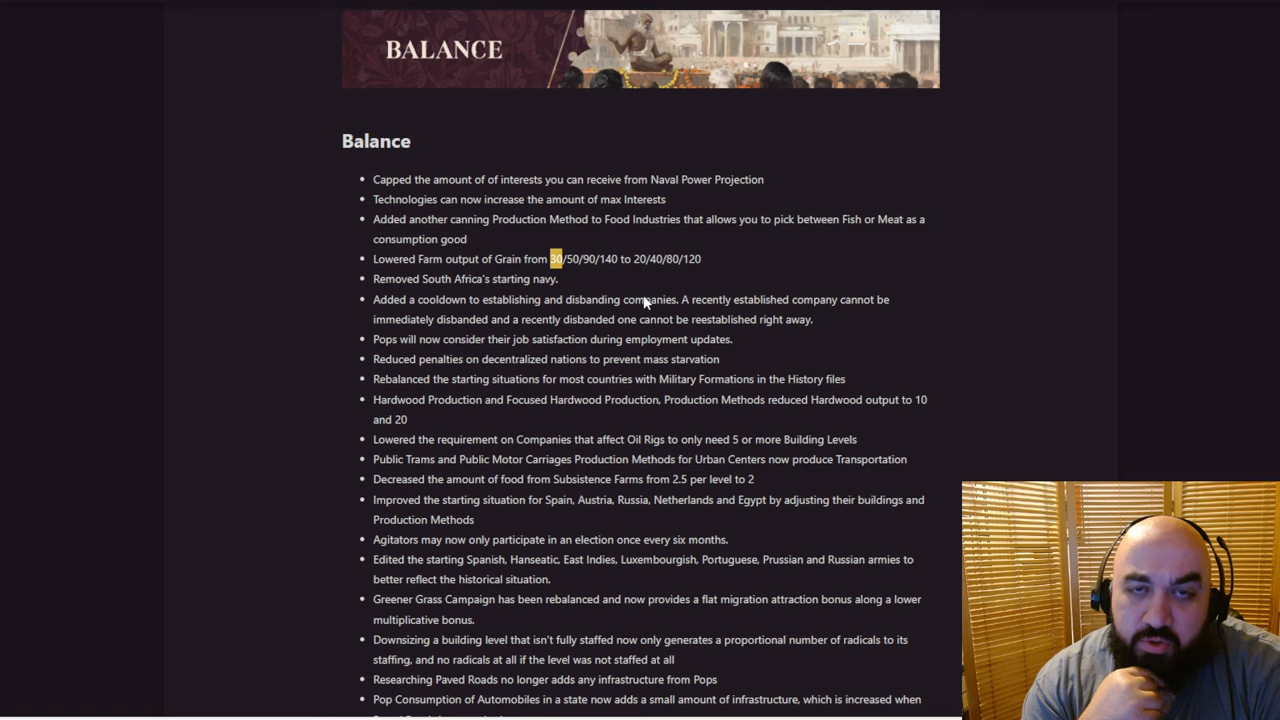 BALANCE
Balance
Capped the amount of of interests you can receive from Naval Power Projection
Technologies can now increase the amount of max Interests
Added another canning Production Method to Food Industries that allows you to pick between Fish or Meat as a
consumption good
Lowered Farm output of Grain from 30/50/90/140 to 20/40/80/120
Removed South Africa's starting navy.
Added a cooldown to establishing and disbanding companies. A recently established company cannot be
immediately disbanded and a recently disbanded one cannot be reestablished right away.
Pops will now consider their job satisfaction during employment updates.
Reduced penalties on decentralized nations to prevent mass starvation
Rebalanced the starting situations for most countries with Military Formations in the History files
Hardwood Production and Focused Hardwood Production, Production Methods reduced Hardwood output to 10
and 20
Lowered the requirement on Companies that affect Oil Rigs to only need 5 or more Building Levels
Public Trams and Public Motor Carriages Production Methods for Urban Centers now produce Transportation
Decreased the amount of food from Subsistence Farms from 2.5 per level to 2
Improved the starting situation for Spain, Austria, Russia, Netherlands and Egypt by adjusting their buildings and
Production Methods
Agitators may now only participate in an election once every six months.
Edited the starting Spanish, Hanseatic, East Indies, Luxembourgish, Portuguese, Prussian and Russian armies to
better reflect the historical situation.
Greener Grass Campaign has been rebalanced and now provides a flat migration attraction bonus along a lower
multiplicative bonus.
Downsizing a building level that isn't fully staffed now only generates a proportional number of radicals to its
staffing, and no radicals at all if the level was not staffed at all
Researching Paved Roads no longer adds any infrastructure from Pops
Pop Consumption of Automobiles in a state now adds a small amount of infrastructure, which is increased when